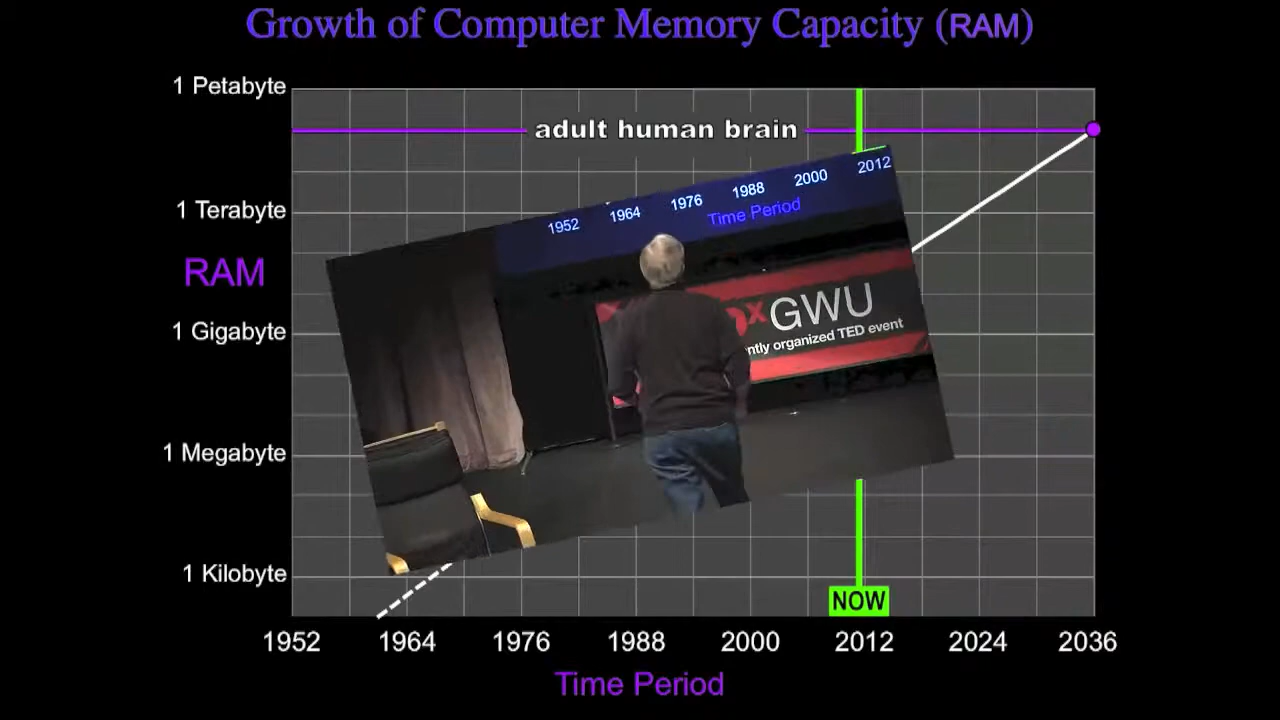 Growth of Computer Memory Capacity (RAM)
1 Petabyte
adult human brain
1 Terabyte
RAM
1 Gigabyte
1 Megabyte
1 Kilobyte
1952 1964 1976 1988 2000 2012
Time Period
xGWU
ntly organized TED event
NOW
1952 1964 1976 1988 2000 2012 2024 2036
Time Period